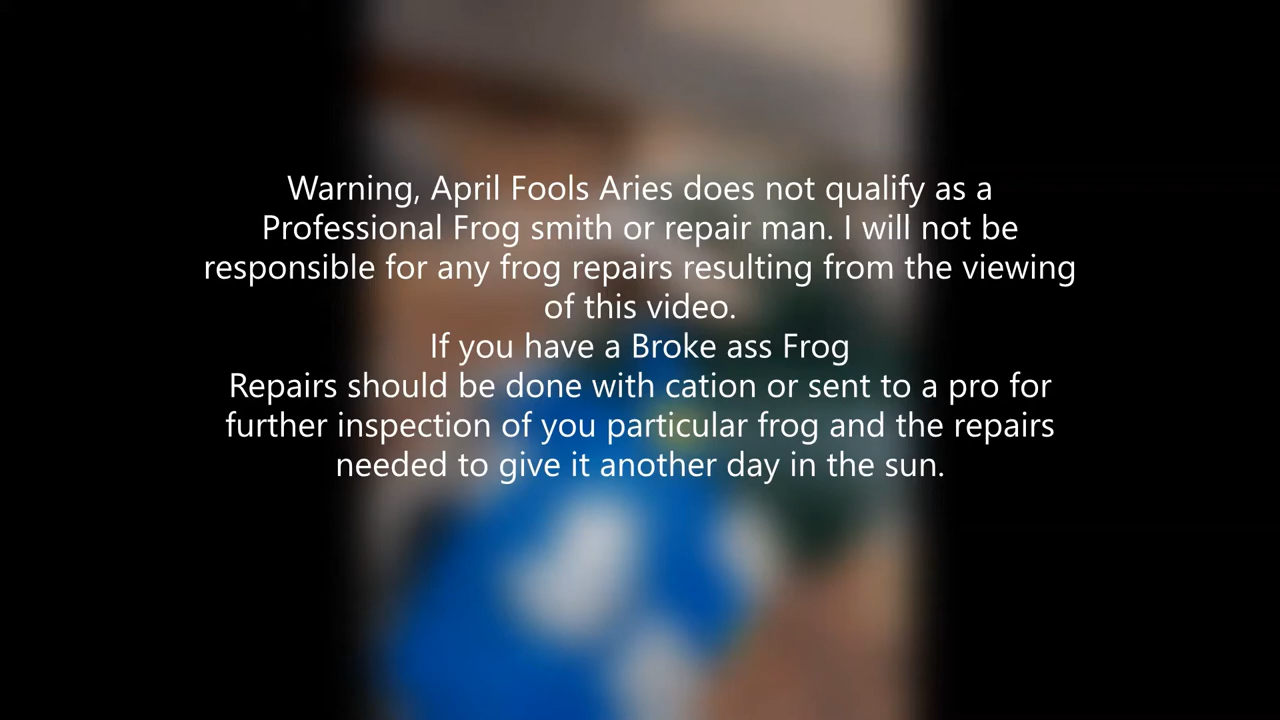 Warning, April Fools Aries does not qualify as a
Professional Frog smith or repair man. I will not be
responsible for any frog repairs resulting from the viewing
of this video.
If you have a Broke ass Frog
Repairs should be done with cation or sent to a pro for
further inspection of you particular frog and the repairs
needed to give it another day in the sun.